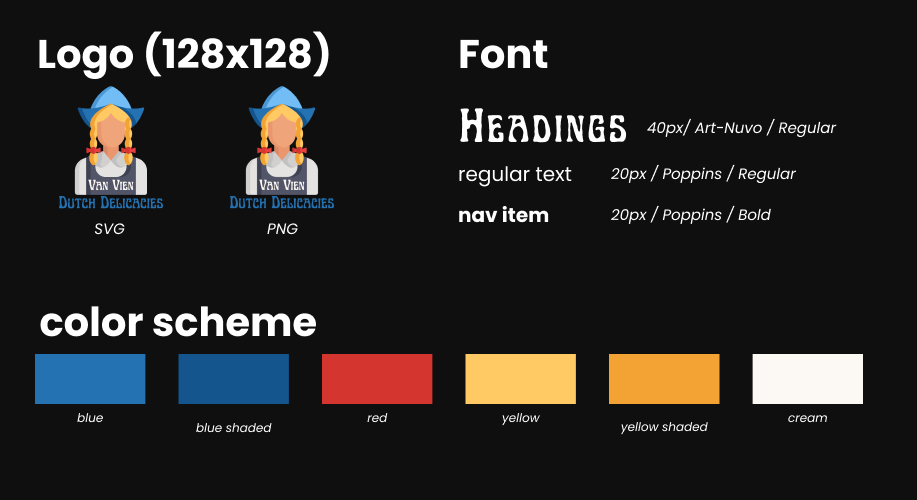 Logo (128x128)
Van Vien
Dutch Delicacies
SVG
Van Vien
Dutch Delicacies
PNG
Font
Headings 40px/ Art-Nuvo / Regular
regular text 20px / Poppins / Regular
nav item 20px / Poppins / Bold
color scheme
blue
blue shaded
red
yellow
yellow shaded
cream